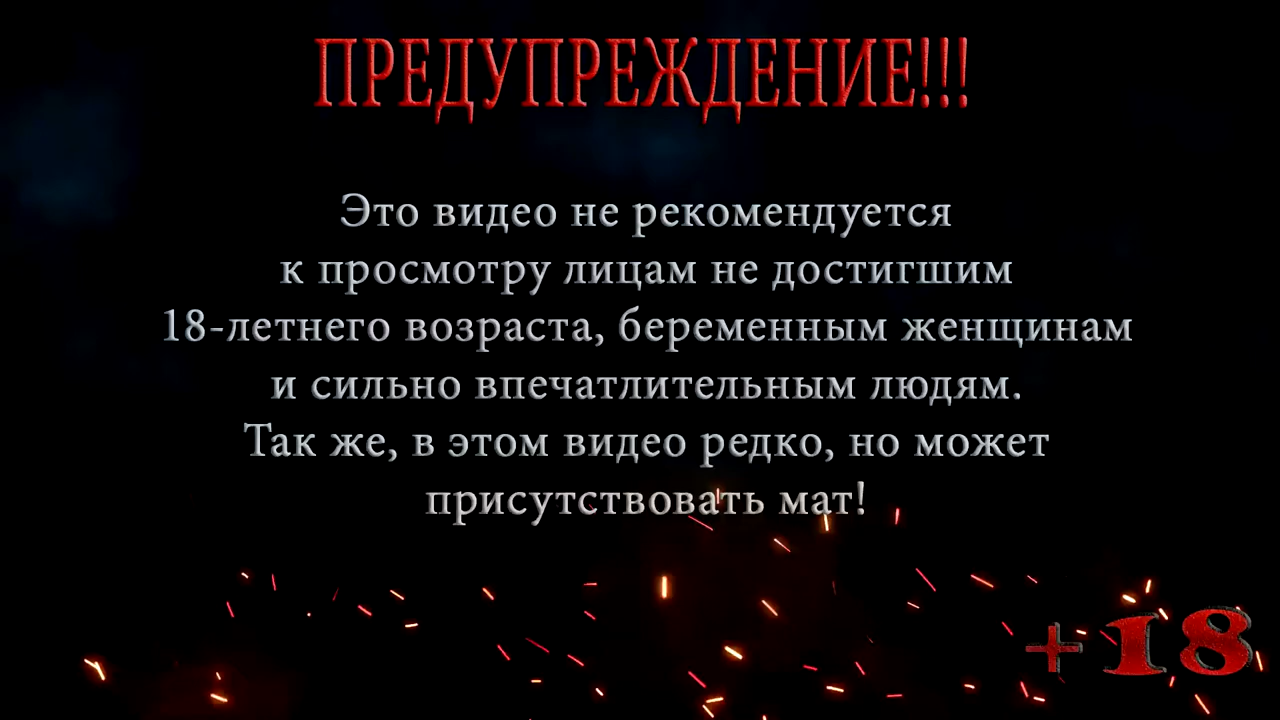 ПРЕДУПРЕЖДЕНИЕ!!!
Это видео не рекомендуется
к просмотру лицам не достигшим
18-летнего возраста, беременным женщинам
и сильно впечатлительным людям.
Так же, в этом видео редко, но может
присутствовать мат!
+18